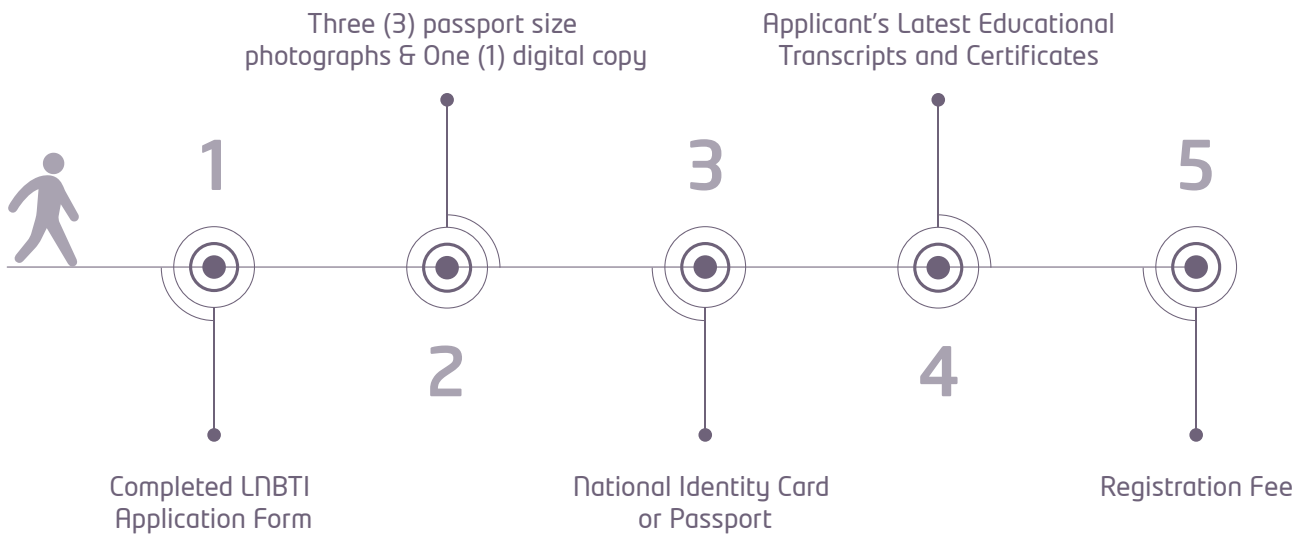 1
Completed LNBTI
Application Form
Three (3) passport size
photographs & One (1) digital copy
2
3
National Identity Card
or Passport
Applicant's Latest Educational
Transcripts and Certificates
4
5
Registration Fee